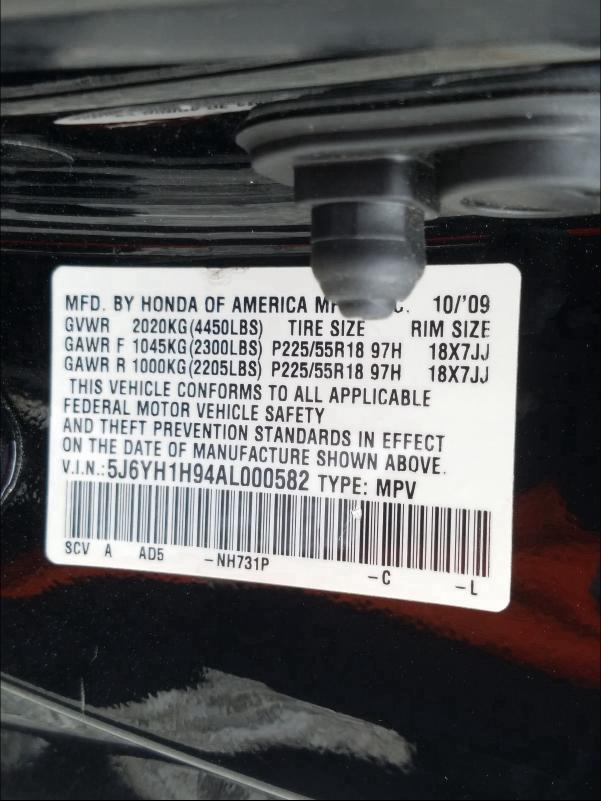 MFD. BY HONDA OF AMERICA MF C. 10/'09
GVWR 2020KG(4450LBS) TIRE SIZE RIM SIZE
GAWR F 1045KG(2300LBS) P225/55R18 97H 18X7JJ
GAWR R 1000KG(2205LBS) P225/55R18 97H 18X7JJ
THIS VEHICLE CONFORMS TO ALL APPLICABLE
FEDERAL MOTOR VEHICLE SAFETY
AND THEFT PREVENTION STANDARDS IN EFFECT
ON THE DATE OF MANUFACTURE SHOWN ABOVE.
V.I.N.:5J6YH1H94AL000582 TYPE: MPV
SCV A AD5 -NH731P -C -L